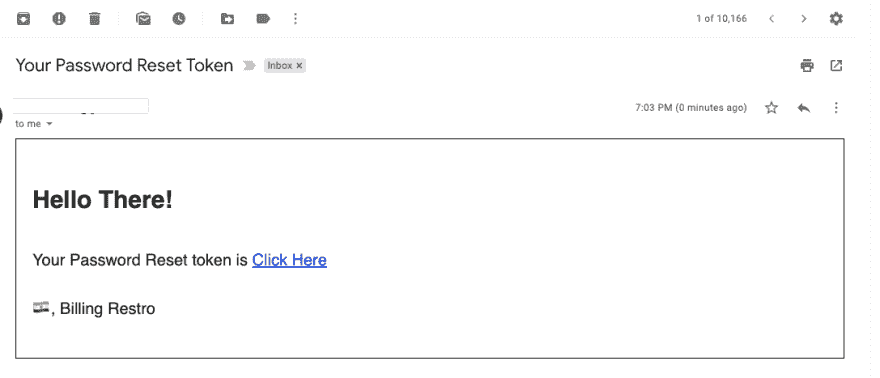 1 of 10,166
Your Password Reset Token Inbox x
7:03 PM (0 minutes ago)
to me
Hello There!
Your Password Reset token is Click Here
, Billing Restro